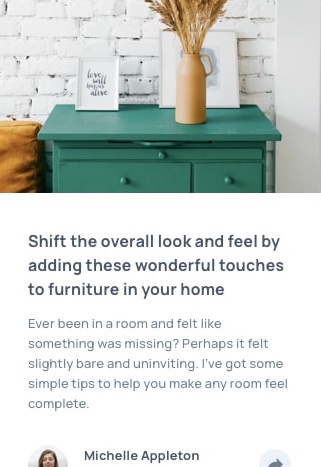 love
will
keep us
alive
Shift the overall look and feel by
adding these wonderful touches
to furniture in your home
Ever been in a room and felt like
something was missing? Perhaps it felt
slightly bare and uninviting. I've got some
simple tips to help you make any room feel
complete.
Michelle Appleton